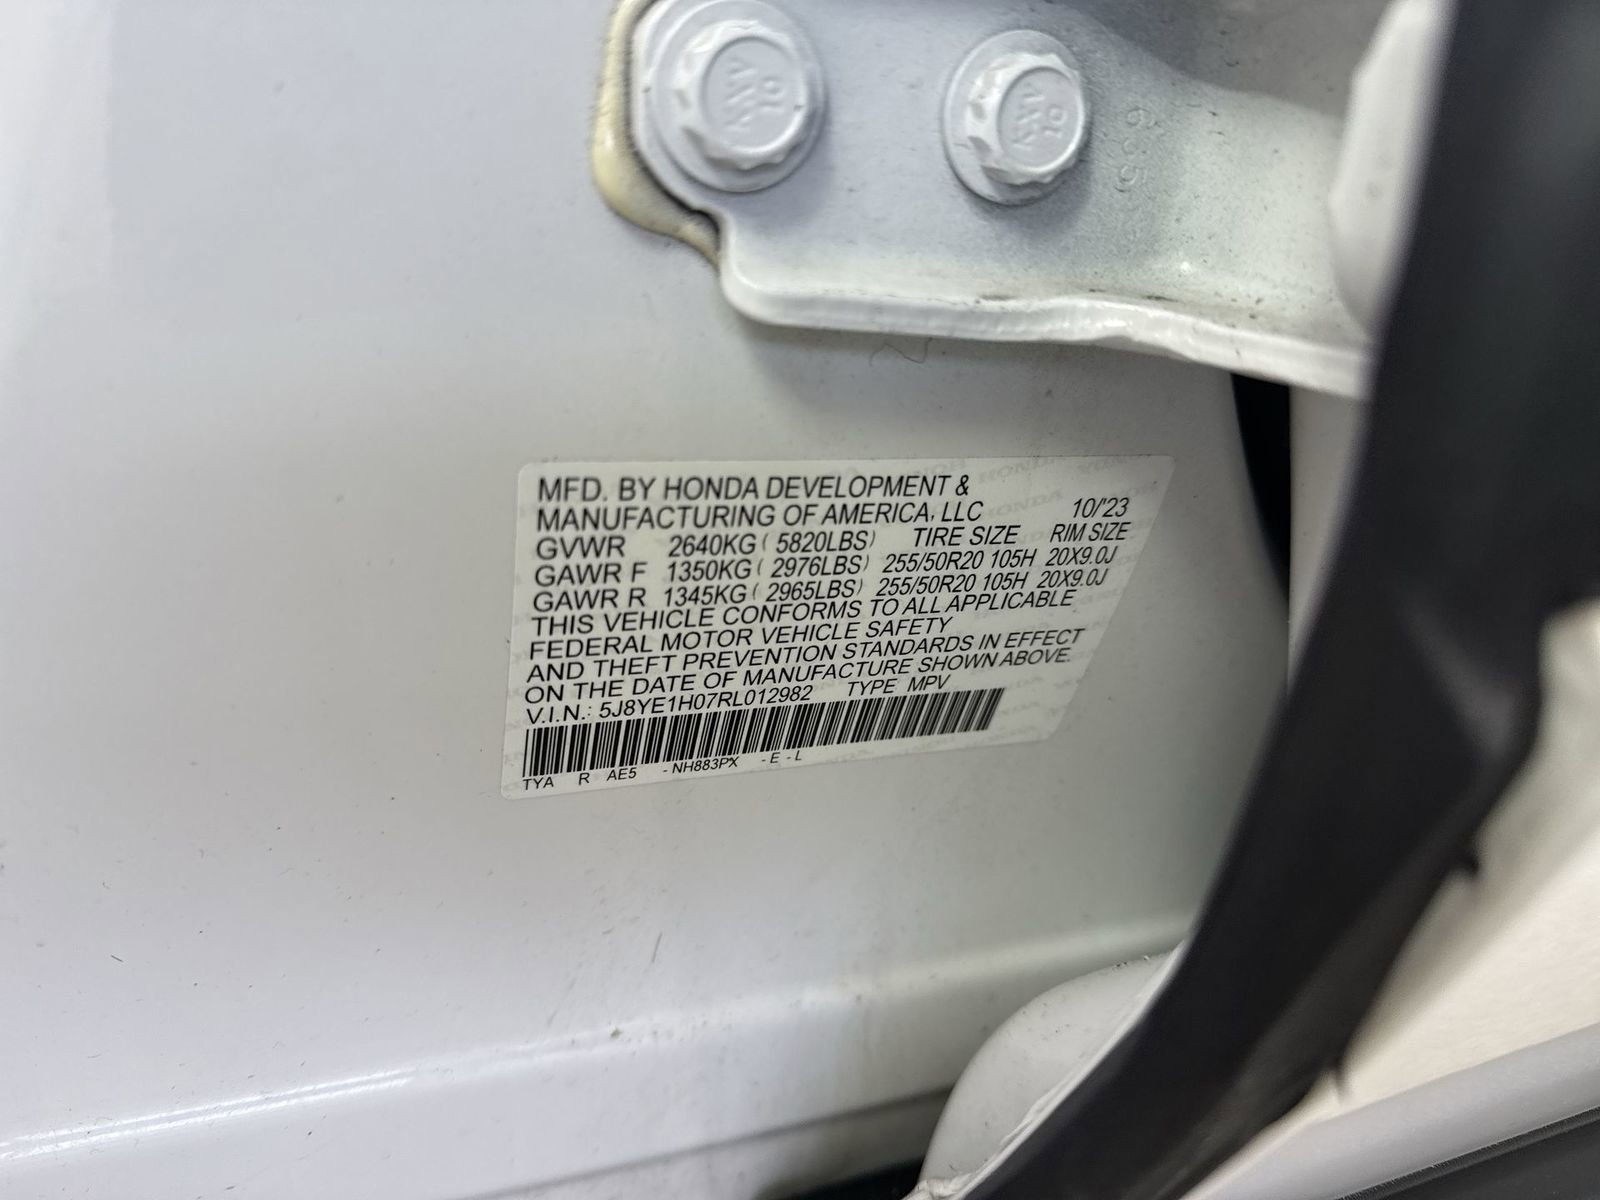 MFD. BY HONDA DEVELOPMENT &
MANUFACTURING OF AMERICA, LLC 10/'23
GVWR 2640KG ( 5820LBS) TIRE SIZE RIM SIZE
GAWR F 1350KG ( 2976LBS) 255/50R20 105H 20X9.0J
GAWR R 1345KG ( 2965LBS) 255/50R20 105H 20X9.0J
THIS VEHICLE CONFORMS TO ALL APPLICABLE
FEDERAL MOTOR VEHICLE SAFETY
AND THEFT PREVENTION STANDARDS IN EFFECT
ON THE DATE OF MANUFACTURE SHOWN ABOVE.
V.I.N.: 5J8YE1H07RL012982 TYPE MPV
TYA R AE5 -NH883PX -E -L